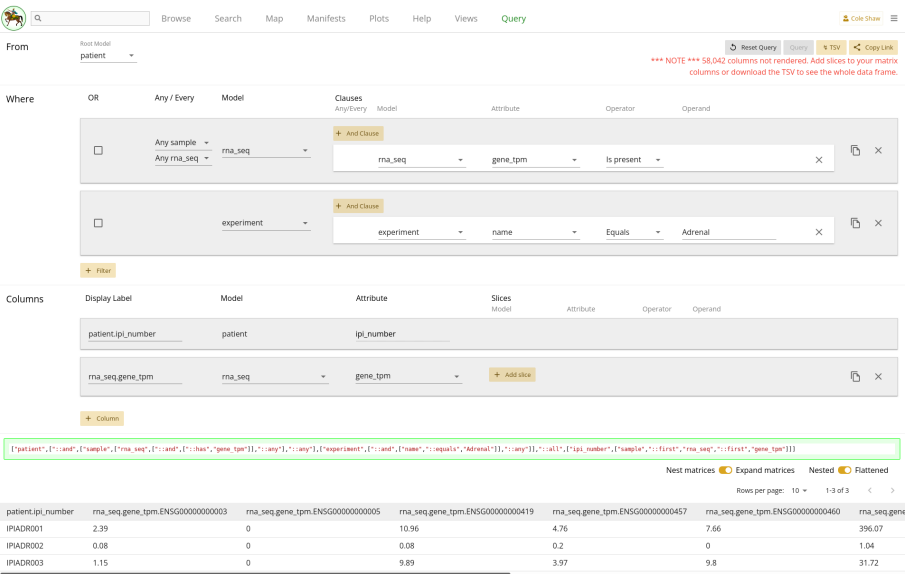 Browse Search Map Manifests Plots Help Views Query Cole Shaw
From Root Model patient Reset Query Query TSV Copy Link
*** NOTE *** 58,042 columns not rendered. Add slices to your matrix
columns or download the TSV to see the whole data frame.
Where OR Any / Every Model Clauses
Any/Every Model Attribute Operator Operand
+ And Clause
Any sample
Any rna_seq rna_seq rna_seq gene_tpm Is present
+ And Clause
experiment experiment name Equals Adrenal
+ Filter
Columns Display Label Model Attribute Slices
Model Attribute Operator Operand
patient.ipi_number patient ipi_number
rna_seq.gene_tpm rna_seq gene_tpm + Add slice
+ Column
["patient",["::and",["sample",["rna_seq",["::and",["::has","gene_tpm"]],"::any"],"::any"],["experiment",["::and",["name","::equals","Adrenal"]],"::any"]],"::all",["ipi_number",["sample","::first","rna_seq","::first","gene_tpm"]]]
Nest matrices Expand matrices Nested Flattened
Rows per page: 10 1-3 of 3
patient.ipi_number rna_seq.gene_tpm.ENSG00000000003 rna_seq.gene_tpm.ENSG00000000005 rna_seq.gene_tpm.ENSG00000000419 rna_seq.gene_tpm.ENSG00000000457 rna_seq.gene_tpm.ENSG00000000460 rna_seq.gene
IPIADR001 2.39 0 10.96 4.76 7.66 396.07
IPIADR002 0.08 0 0.08 0.2 0 1.04
IPIADR003 1.15 0 9.89 3.97 9.8 31.72